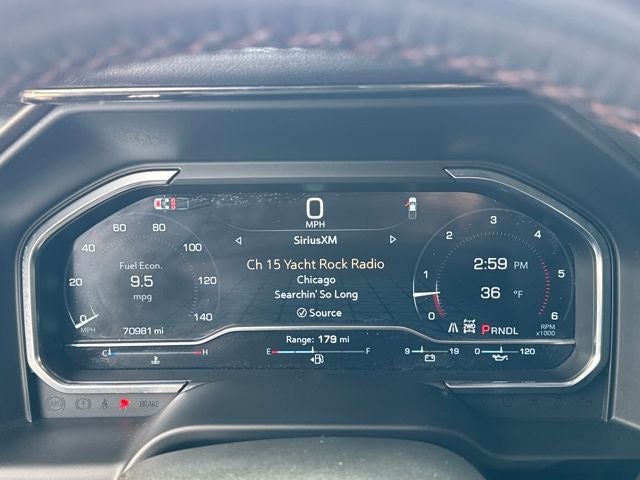 0
MPH
SiriusXM
Ch 15 Yacht Rock Radio
Chicago
Searchin' So Long
Source
60 80
40 100
20 120
0 140
MPH
Fuel Econ.
9.5
mpg
70981 mi
3
2 4
1 5
0 6
2:59 PM
36 °F
2WD
PRNDL
RPM
x1000
C H
Range: 179 mi
E F
9 19
0 120
BRAKE